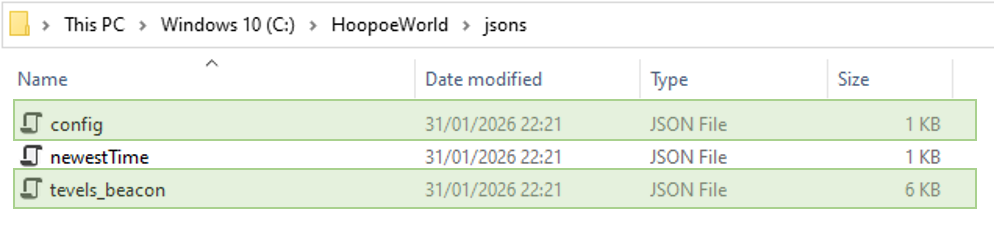 This PC > Windows 10 (C:) > HoopoeWorld > jsons
Name Date modified Type Size
config 31/01/2026 22:21 JSON File 1 KB
newestTime 31/01/2026 22:21 JSON File 1 KB
tevels_beacon 31/01/2026 22:21 JSON File 6 KB